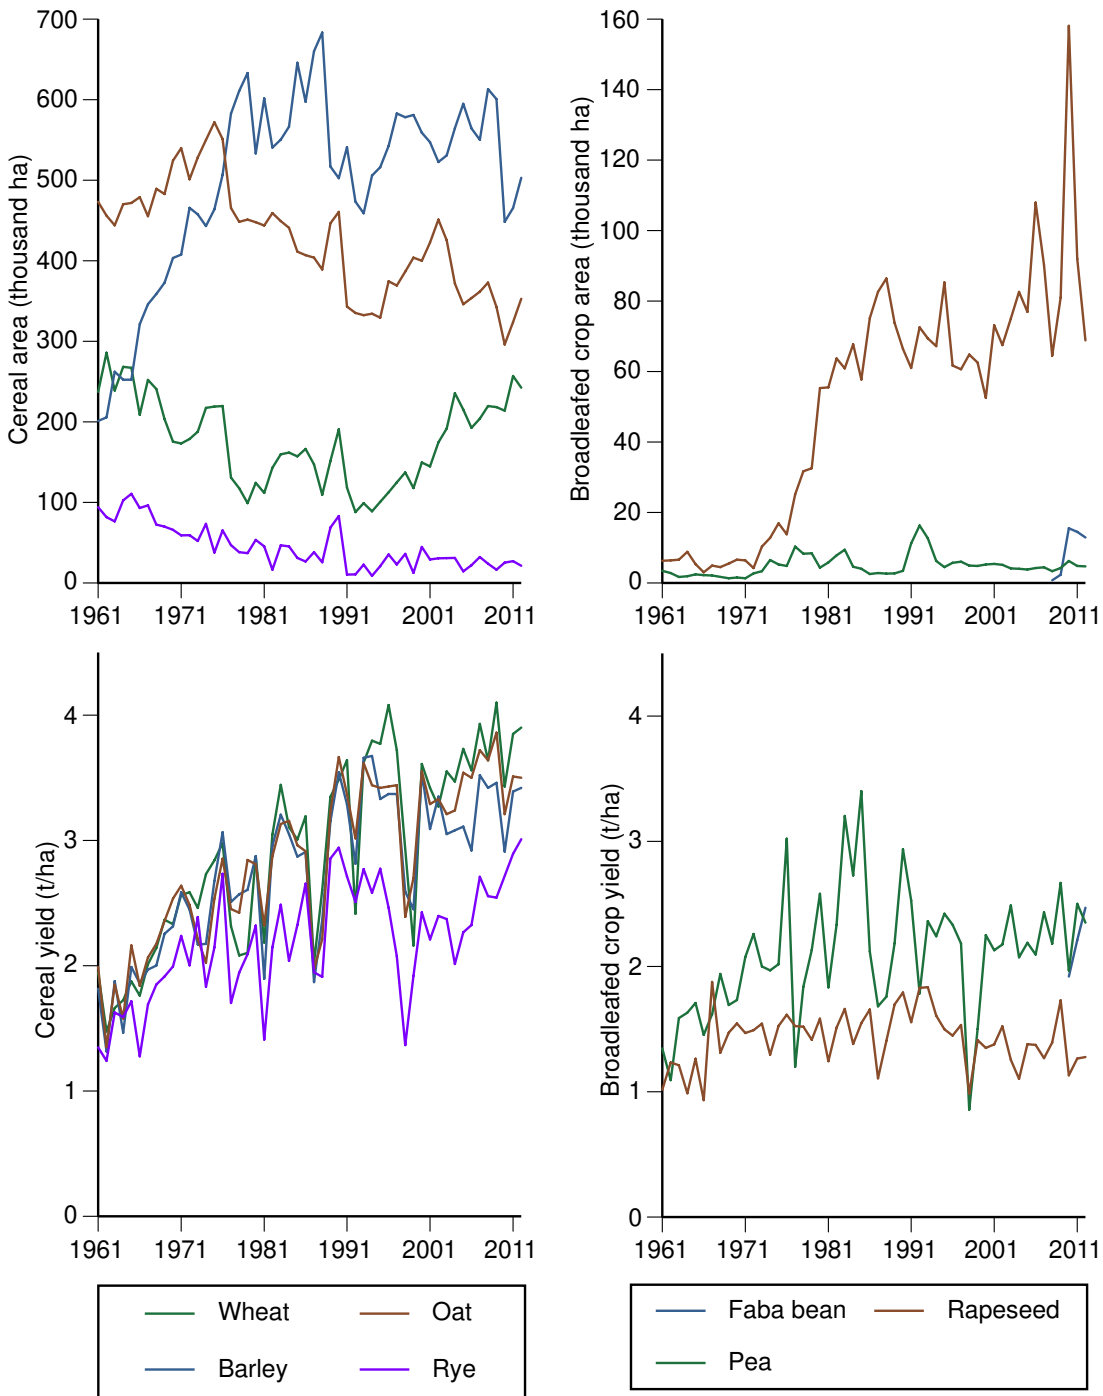 Cereal area (thousand ha)
700
600
500
400
300
200
100
0
1961 1971 1981 1991 2001 2011
Broadleafed crop area (thousand ha)
160
140
120
100
80
60
40
20
0
1961 1971 1981 1991 2001 2011
Cereal yield (t/ha)
4
3
2
1
0
1961 1971 1981 1991 2001 2011
Broadleafed crop yield (t/ha)
4
3
2
1
0
1961 1971 1981 1991 2001 2011
Wheat Oat
Barley Rye
Faba bean Rapeseed
Pea